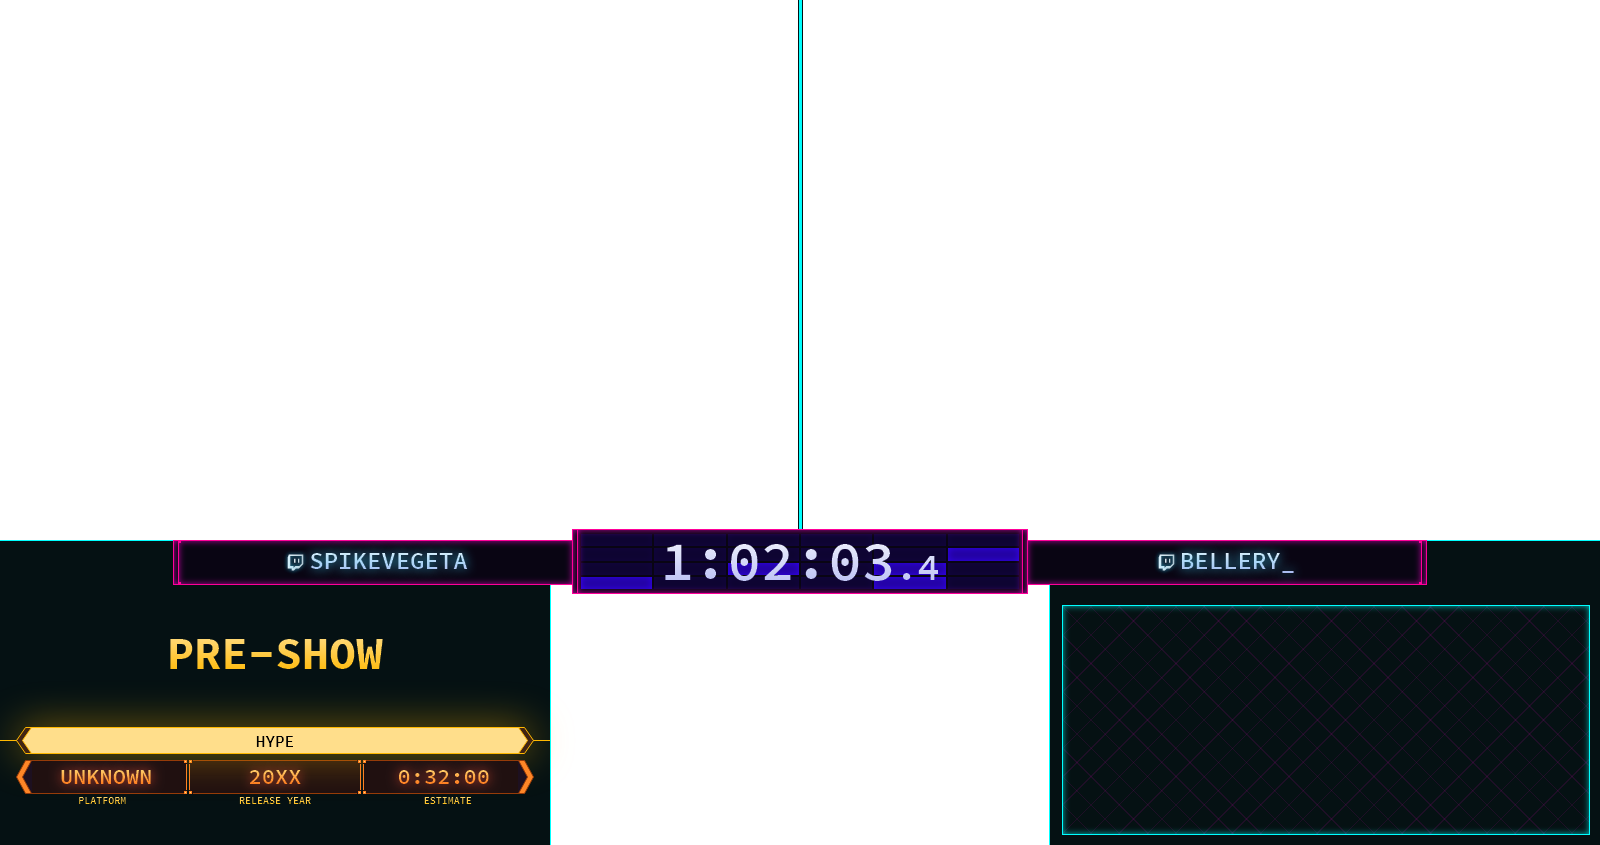 SPIKEVEGETA
1:02:03.4
BELLERY_
PRE-SHOW
HYPE
UNKNOWN 20XX 0:32:00
PLATFORM RELEASE YEAR ESTIMATE